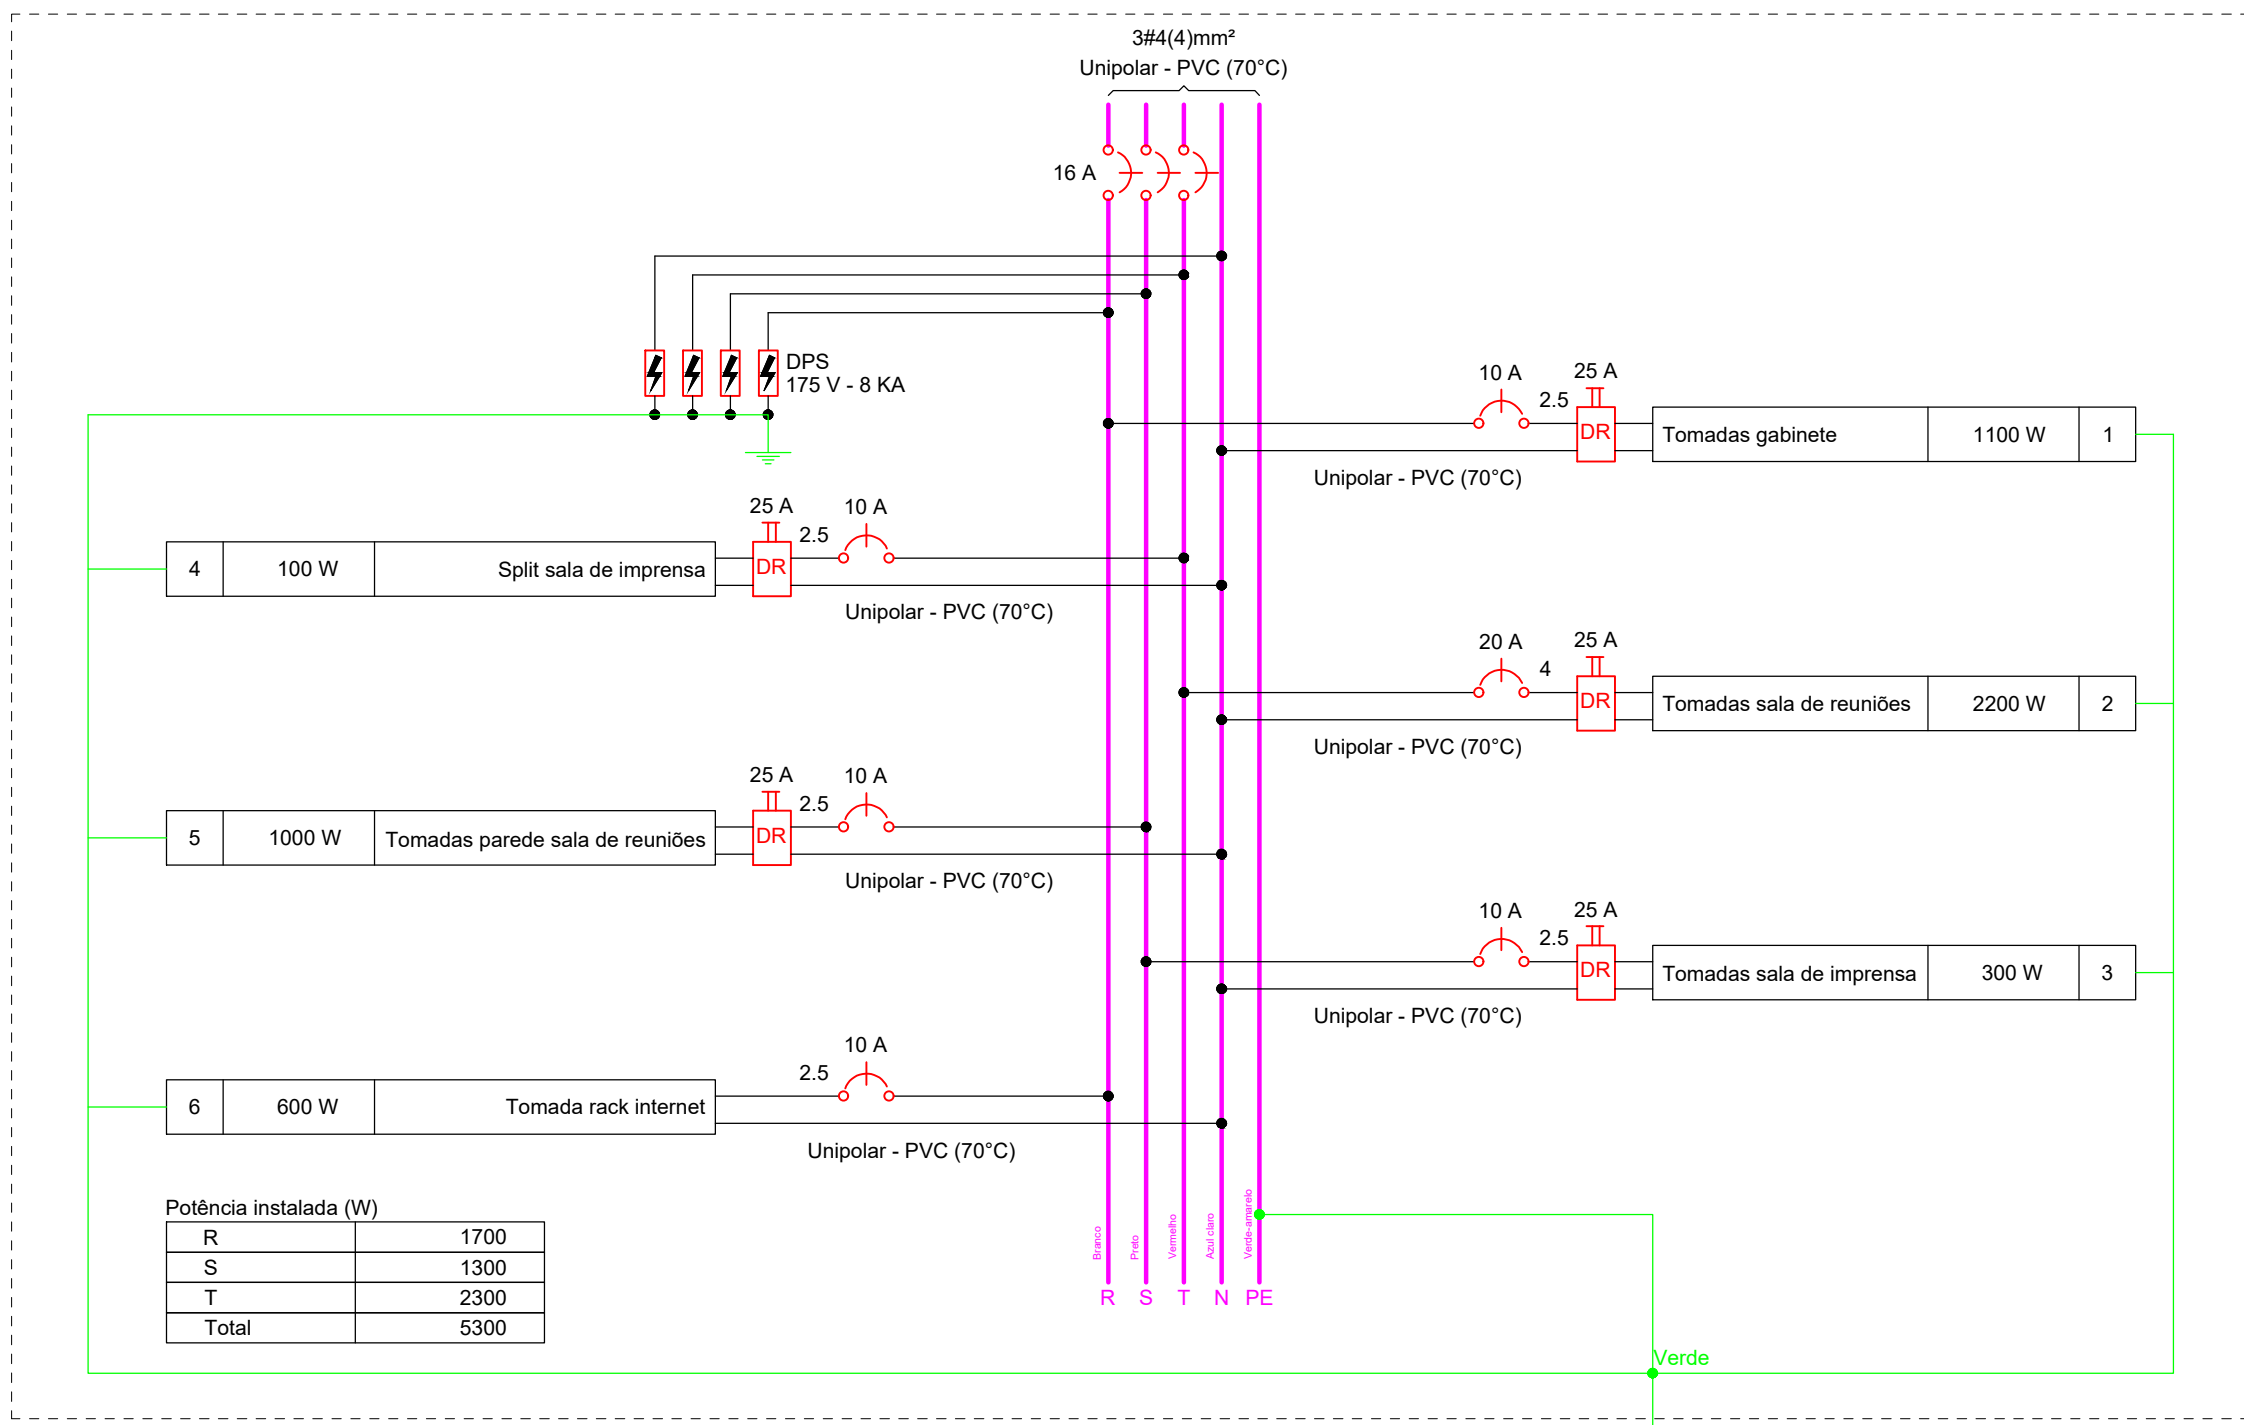 3#4(4)mm²
Unipolar - PVC (70°C)
16 A
DPS
175 V - 8 KA
10 A
25 A
2.5
DR
Tomadas gabinete
1100 W
1
Unipolar - PVC (70°C)
25 A
10 A
2.5
4
100 W
Split sala de imprensa
DR
Unipolar - PVC (70°C)
20 A
25 A
4
DR
Tomadas sala de reuniões
2200 W
2
Unipolar - PVC (70°C)
25 A
10 A
2.5
5
1000 W
Tomadas parede sala de reuniões
DR
Unipolar - PVC (70°C)
10 A
25 A
2.5
DR
Tomadas sala de imprensa
300 W
3
Unipolar - PVC (70°C)
10 A
2.5
6
600 W
Tomada rack internet
Unipolar - PVC (70°C)
Potência instalada (W)
R 1700
S 1300
T 2300
Total 5300
Branco
Preto
Vermelho
Azul claro
Verde-amarelo
R S T N PE
Verde